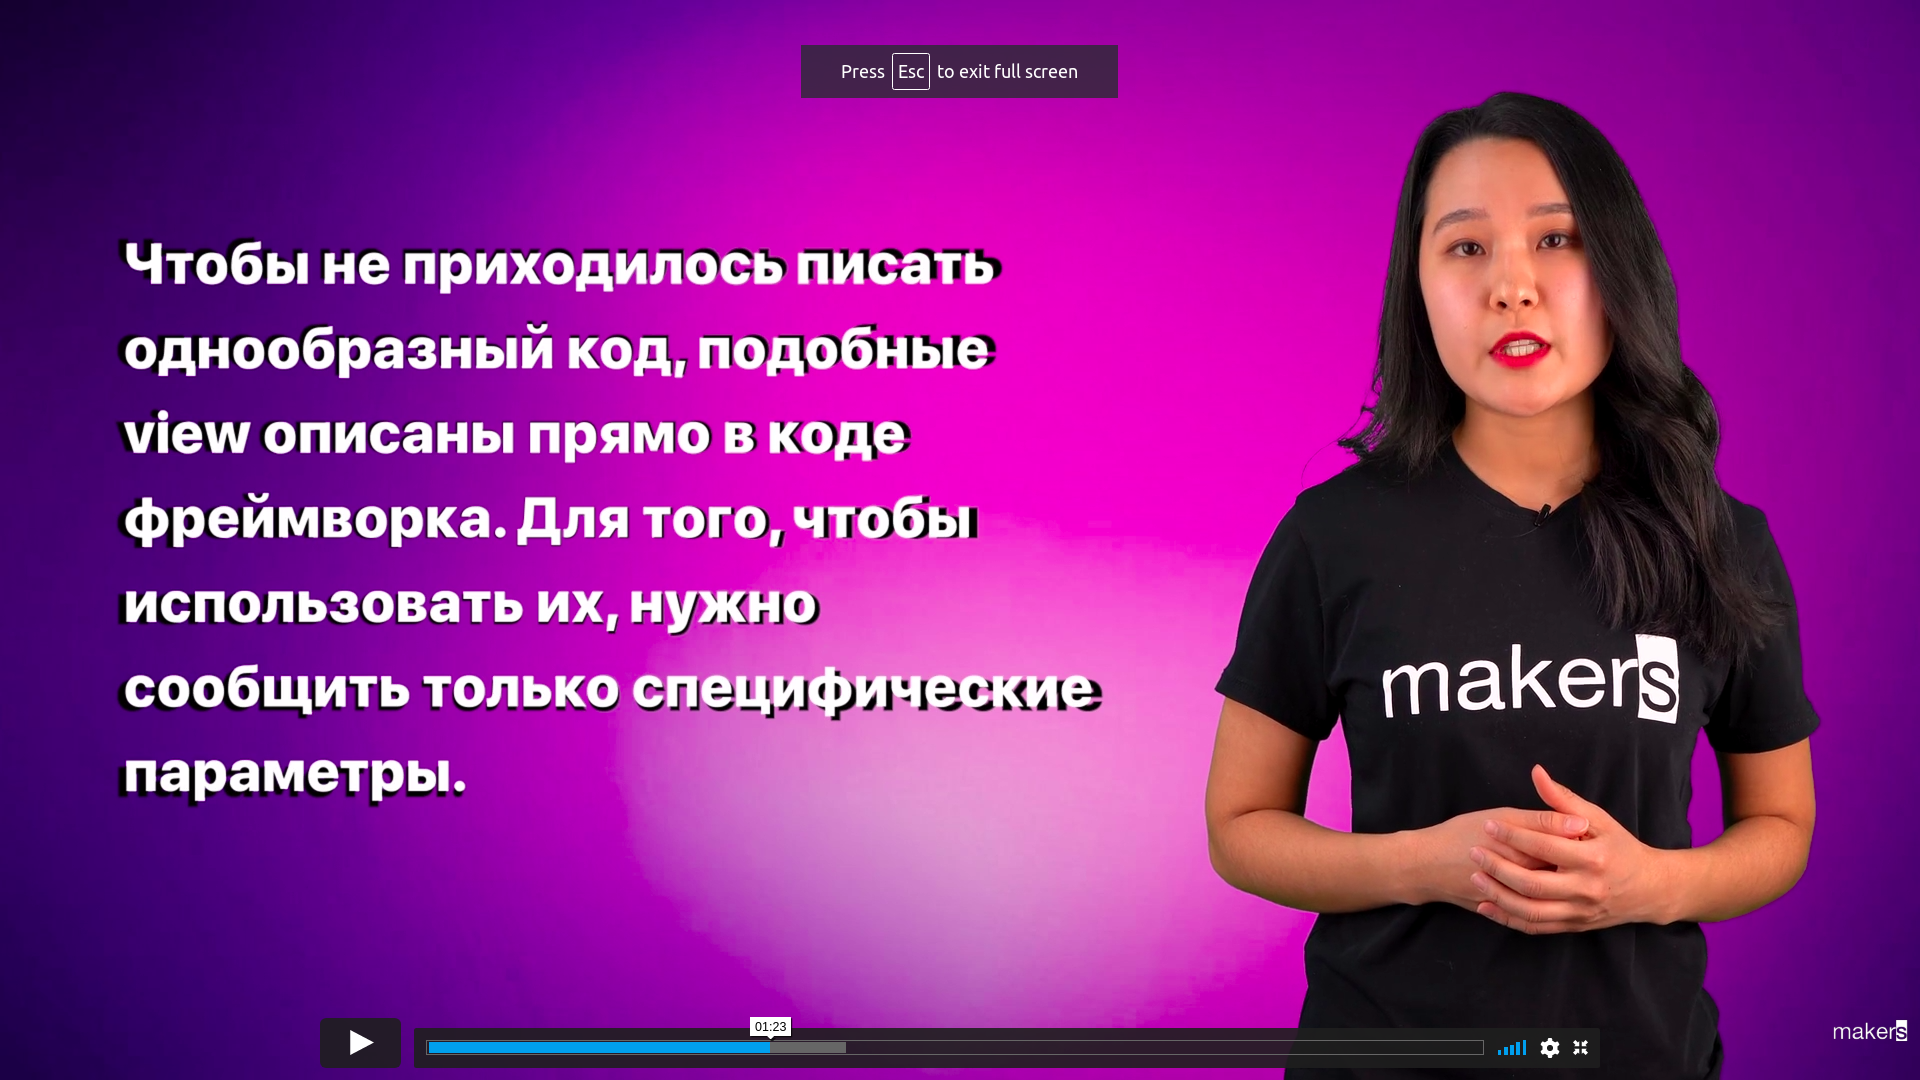 Press Esc to exit full screen
Чтобы не приходилось писать
однообразный код, подобные
view описаны прямо в коде
фреймворка. Для того, чтобы
использовать их, нужно
сообщить только специфические
параметры.
makers
01:23
makers